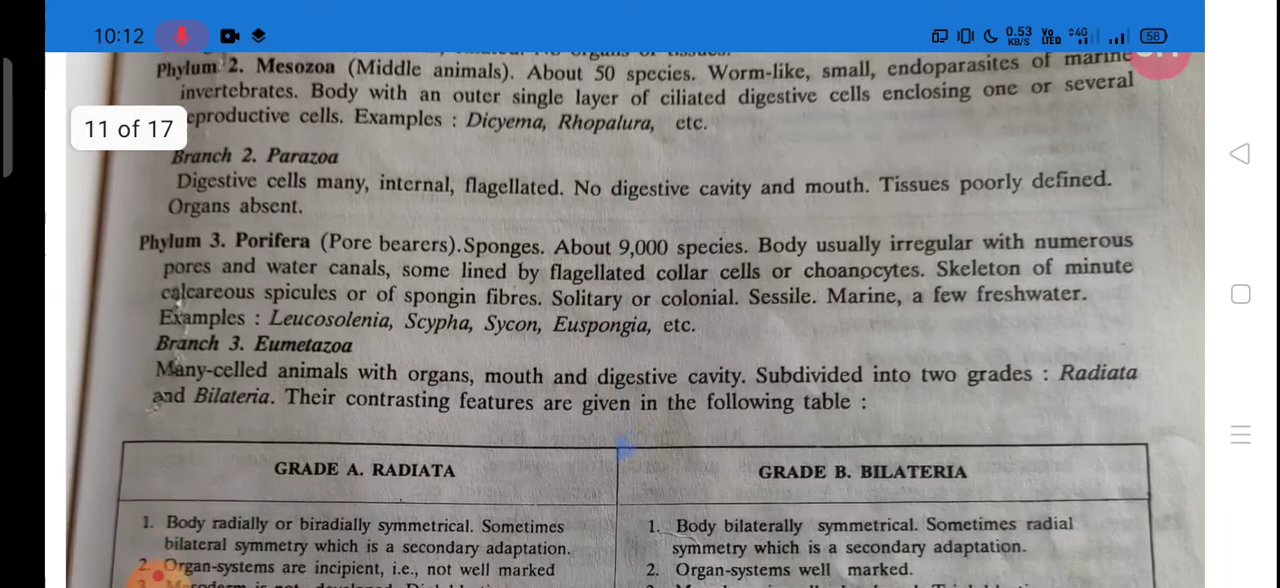 10:12
0.53 KB/S
Vo LTED
4G
58
11 of 17
Phylum 2. Mesozoa (Middle animals). About 50 species. Worm-like, small, endoparasites of marine
invertebrates. Body with an outer single layer of ciliated digestive cells enclosing one or several
eproductive cells. Examples : Dicyema, Rhopalura, etc.
Branch 2. Parazoa
Digestive cells many, internal, flagellated. No digestive cavity and mouth. Tissues poorly defined.
Organs absent.
Phylum 3. Porifera (Pore bearers). Sponges. About 9,000 species. Body usually irregular with numerous
pores and water canals, some lined by flagellated collar cells or choanocytes. Skeleton of minute
calcareous spicules or of spongin fibres. Solitary or colonial. Sessile. Marine, a few freshwater.
Examples : Leucosolenia, Scypha, Sycon, Euspongia, etc.
Branch 3. Eumetazoa
Many-celled animals with organs, mouth and digestive cavity. Subdivided into two grades : Radiata
and Bilateria. Their contrasting features are given in the following table :
GRADE A. RADIATA
1. Body radially or biradially symmetrical. Sometimes
bilateral symmetry which is a secondary adaptation.
2. Organ-systems are incipient, i.e., not well marked
GRADE B. BILATERIA
1. Body bilaterally symmetrical. Sometimes radial
symmetry which is a secondary adaptation.
2. Organ-systems well marked.